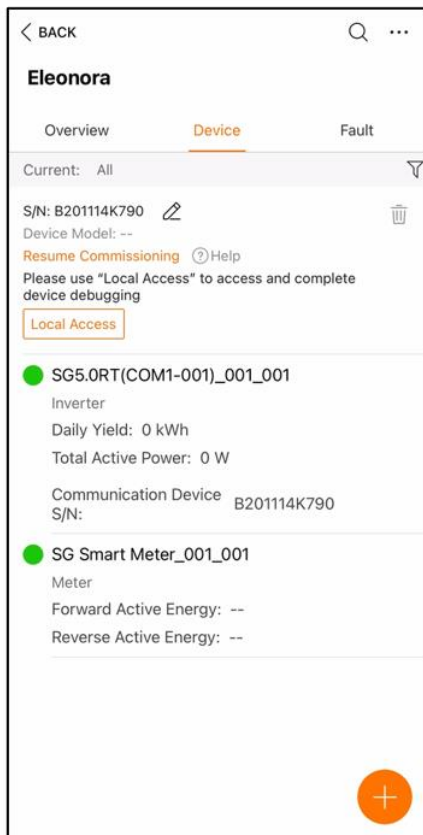 BACK
Eleonora
Overview Device Fault
Current: All
S/N: B201114K790
Device Model: --
Resume Commissioning ? Help
Please use “Local Access” to access and complete
device debugging
Local Access
SG5.0RT(COM1-001)_001_001
Inverter
Daily Yield: 0 kWh
Total Active Power: 0 W
Communication Device
S/N: B201114K790
SG Smart Meter_001_001
Meter
Forward Active Energy: --
Reverse Active Energy: --